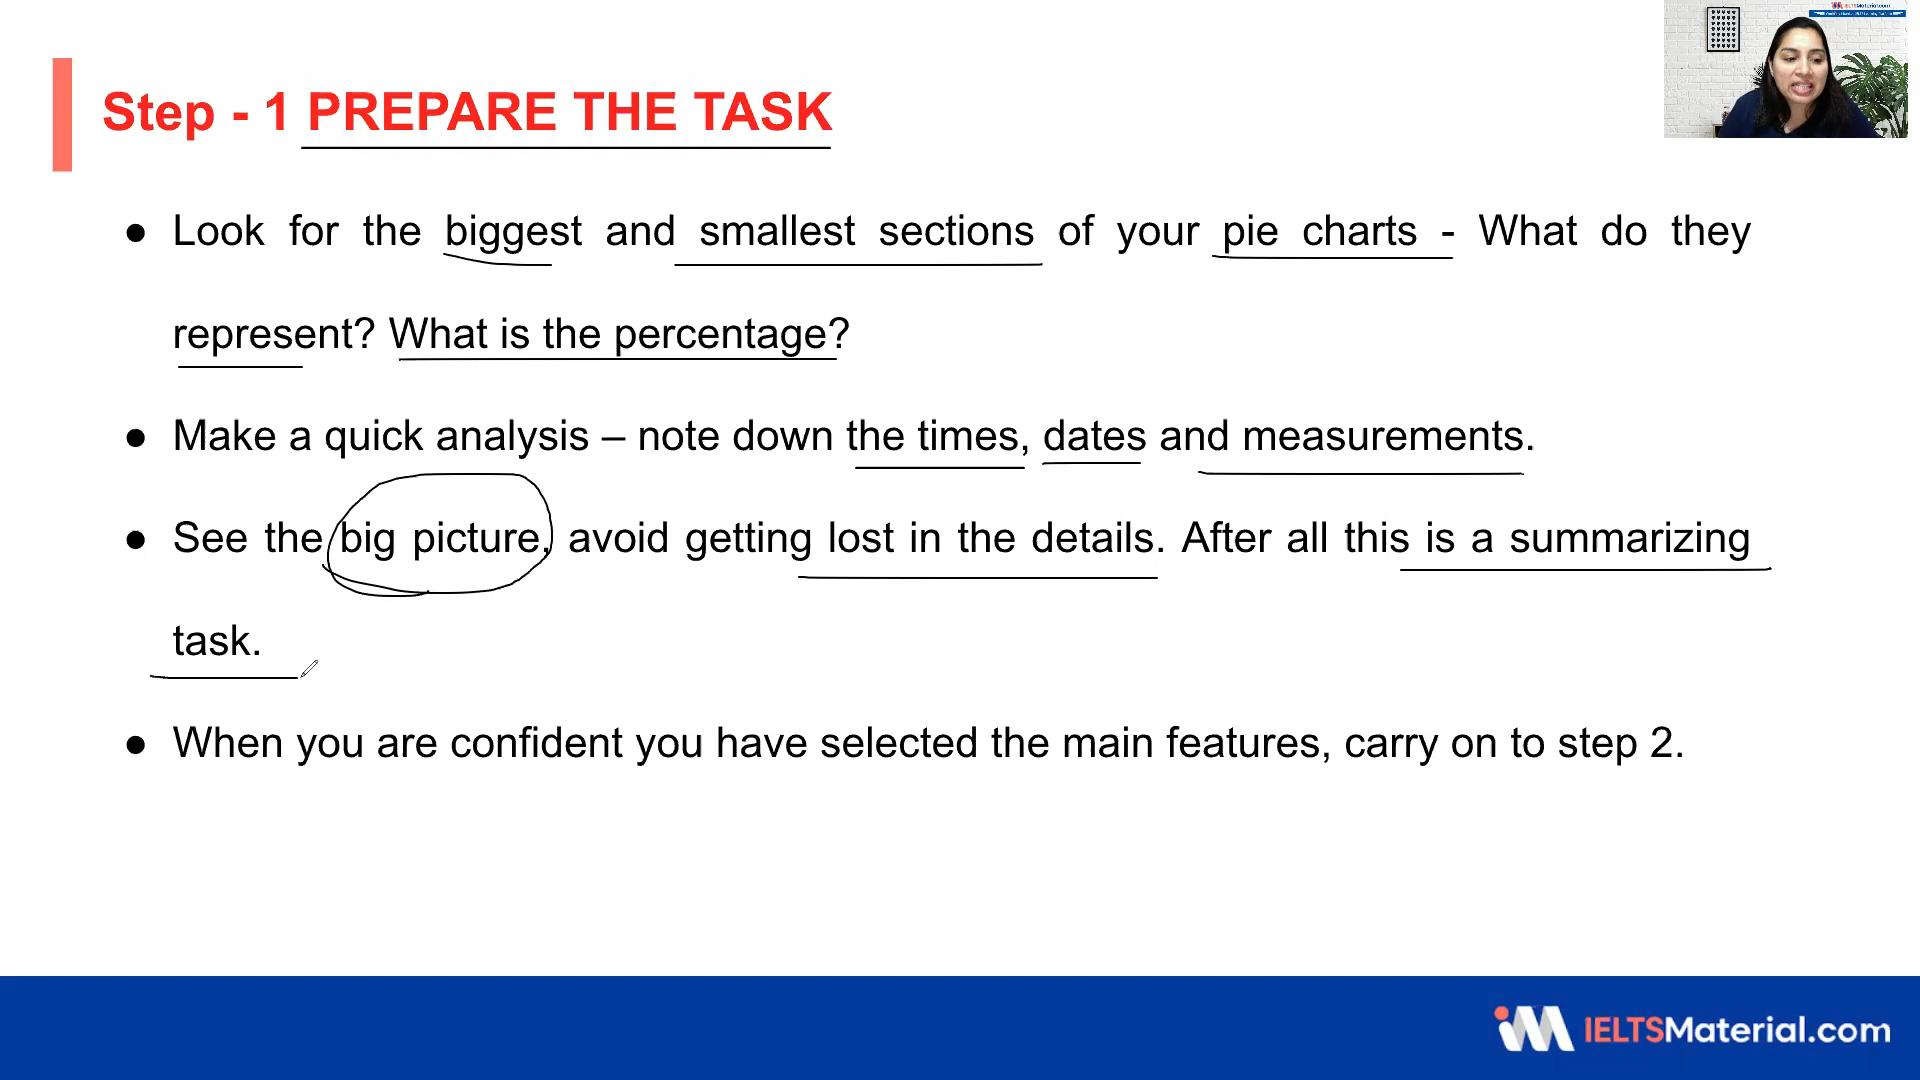 IELTSMaterial.com
Step - 1 PREPARE THE TASK
● Look for the biggest and smallest sections of your pie charts - What do they
represent? What is the percentage?
● Make a quick analysis – note down the times, dates and measurements.
● See the big picture, avoid getting lost in the details. After all this is a summarizing
task.
● When you are confident you have selected the main features, carry on to step 2.
IELTSMaterial.com